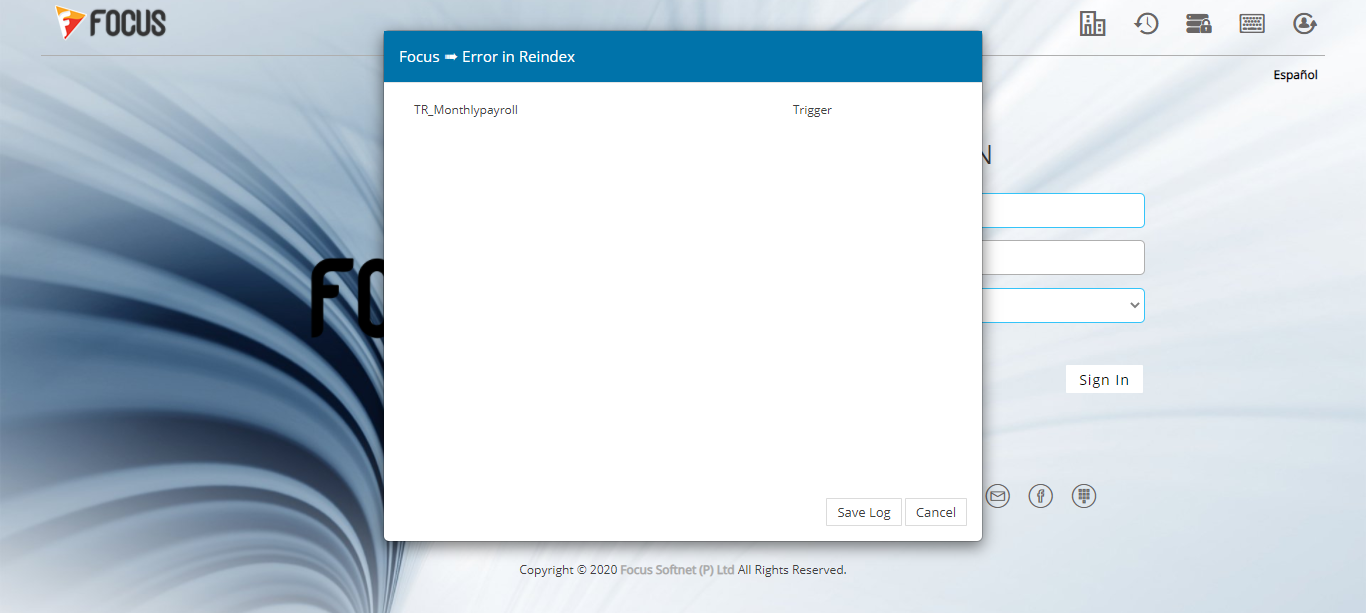 FOCUS
Focus ➡ Error in Reindex
Español
TR_Monthlypayroll Trigger
N
FO
Sign In
Save Log Cancel
Copyright © 2020 Focus Softnet (P) Ltd All Rights Reserved.